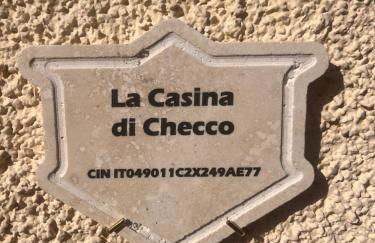 La Casina
di Checco
CIN IT049011C2X249AE77